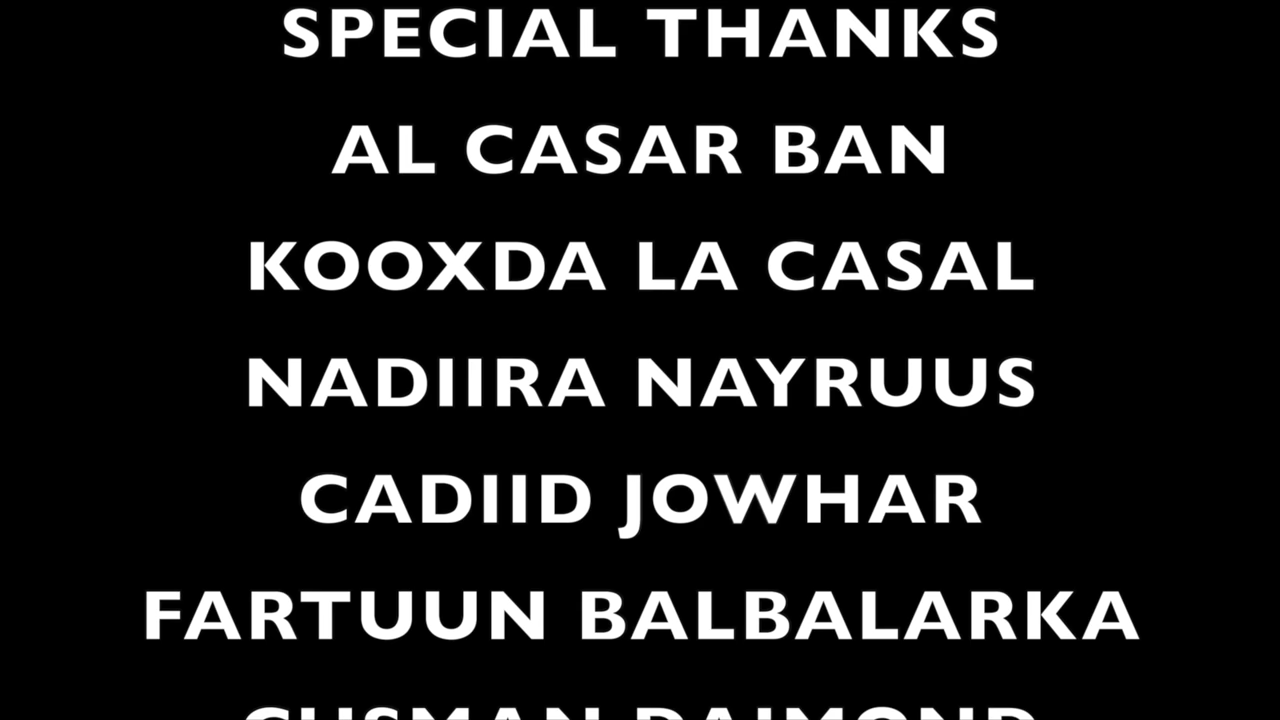 SPECIAL THANKS
AL CASAR BAN
KOOXDA LA CASAL
NADIIRA NAYRUUS
CADIID JOWHAR
FARTUUN BALBALARKA